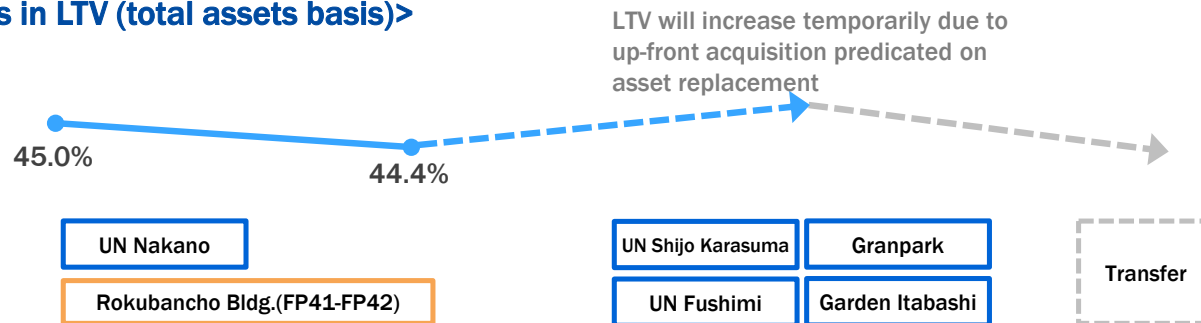 s in LTV (total assets basis)>
LTV will increase temporarily due to
up-front acquisition predicated on
asset replacement
45.0%
44.4%
UN Nakano
UN Shijo Karasuma
Granpark
Transfer
Rokubancho Bldg.(FP41-FP42)
UN Fushimi
Garden Itabashi